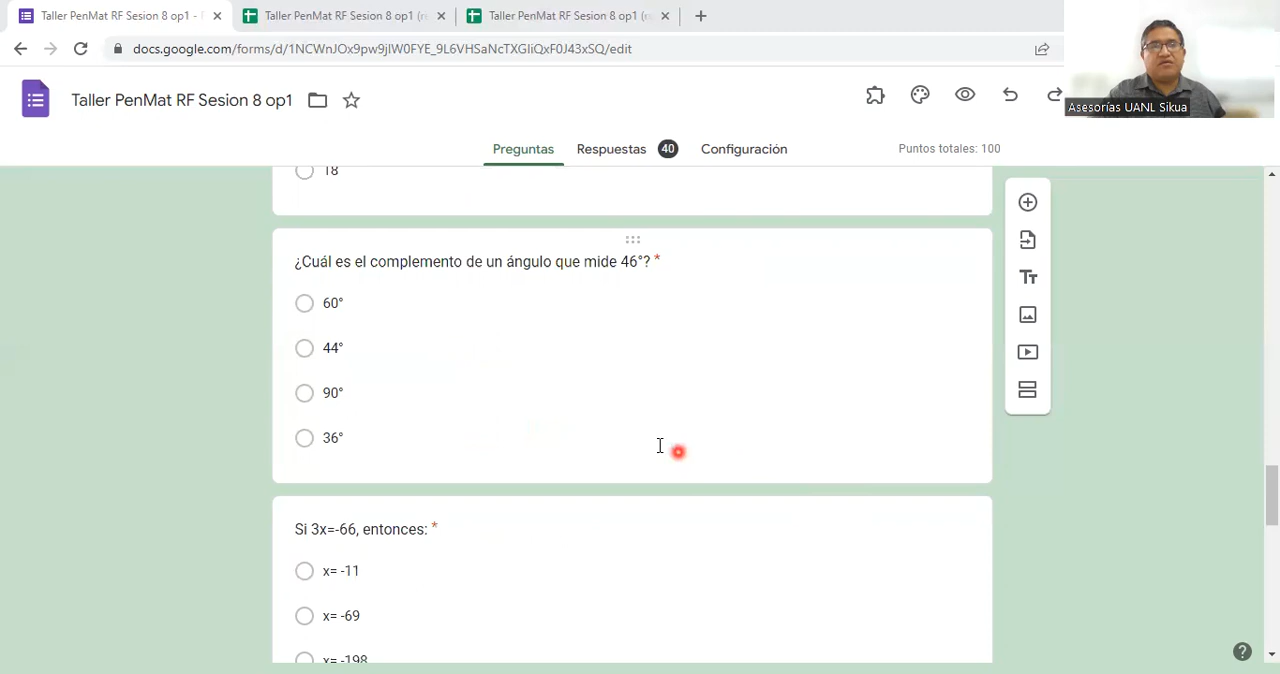 Taller PenMat RF Sesion 8 op1 - F
Taller PenMat RF Sesion 8 op1 (re
Taller PenMat RF Sesion 8 op1 (re
docs.google.com/forms/d/1NCWnJOx9pw9jIW0FYE_9L6VHSaNcTXGIiQxF0J43xSQ/edit
Taller PenMat RF Sesion 8 op1
Asesorías UANL Sikua
Preguntas
Respuestas 40
Configuración
Puntos totales: 100
18
¿Cuál es el complemento de un ángulo que mide 46°? *
60°
44°
90°
36°
Si 3x=-66, entonces: *
x= -11
x= -69
x= -198